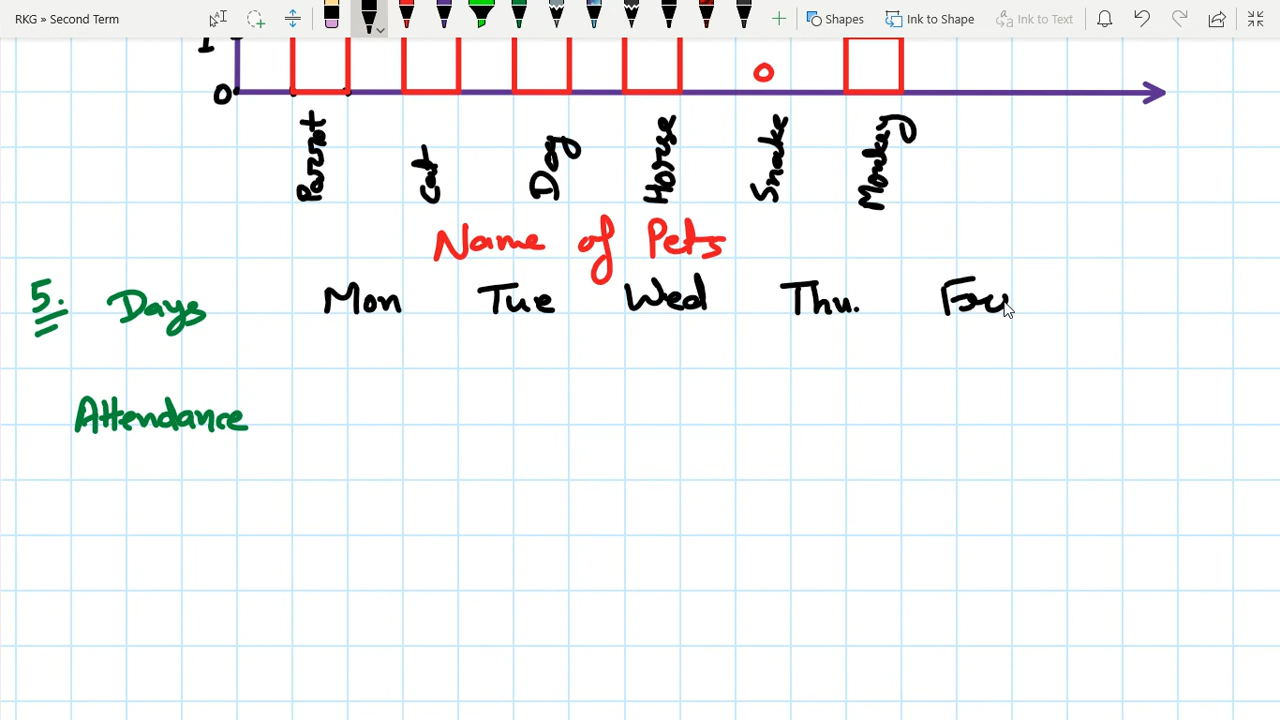 RKG » Second Term
Shapes
Ink to Shape
Ink to Text
1
0
Parrot
Cat
Dog
Horse
Snake
Monkey
Name of Pets
5. Days Mon Tue Wed Thu. Fri
Attendance